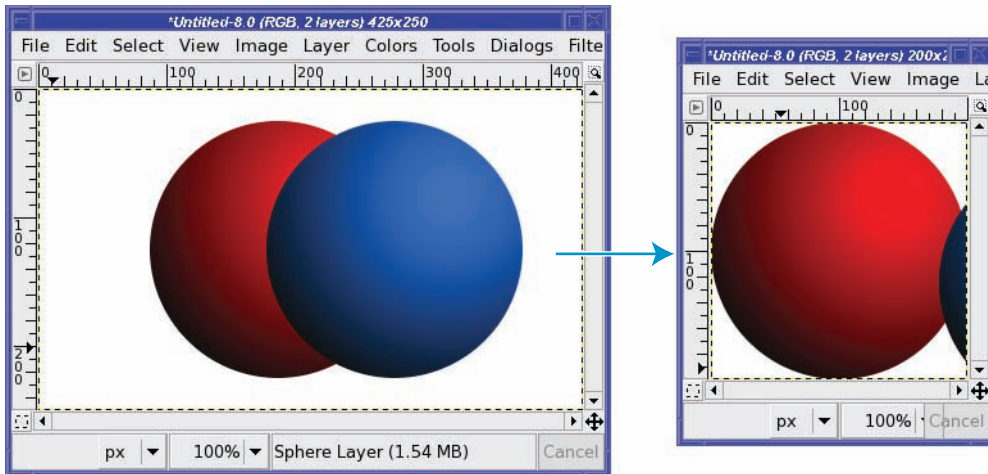 *Untitled-8.0 (RGB, 2 layers) 425x250
File Edit Select View Image Layer Colors Tools Dialogs Filte
0 100 200 300 400
0
100
200
px 100% Sphere Layer (1.54 MB) Cancel
*Untitled-8.0 (RGB, 2 layers) 200x2
File Edit Select View Image La
0 100
0
100
px 100% Cancel